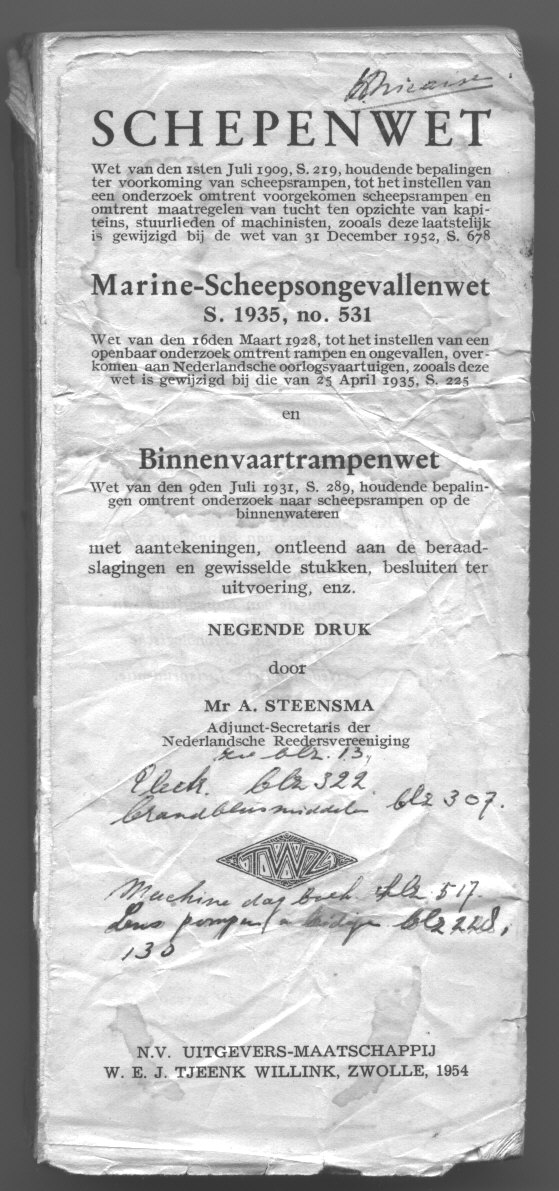 SCHEPENWET
Wet van den 1sten Juli 1909, S. 219, houdende bepalingen
ter voorkoming van scheepsrampen, tot het instellen van
een onderzoek omtrent voorgekomen scheepsrampen en
omtrent maatregelen van tucht ten opzichte van kapi-
teins, stuurlieden of machinisten, zooals deze laatstelijk
is gewijzigd bij de wet van 31 December 1952, S. 678
Marine-Scheepsongevallenwet
S. 1935, no. 531
Wet van den 16den Maart 1928, tot het instellen van een
openbaar onderzoek omtrent rampen en ongevallen, over-
komen aan Nederlandsche oorlogsvaartuigen, zooals deze
wet is gewijzigd bij die van 25 April 1935, S. 225
en
Binnenvaartrampenwet
Wet van den 9den Juli 1931, S. 289, houdende bepalin-
gen omtrent onderzoek naar scheepsrampen op de
binnenwateren
met aantekeningen, ontleend aan de beraad-
slagingen en gewisselde stukken, besluiten ter
uitvoering, enz.
NEGENDE DRUK
door
Mr A. STEENSMA
Adjunct-Secretaris der
Nederlandsche Reedersvereeniging
zie blz. 13,
Elect. blz 322
brandblusmiddelen blz 307.
TWZ
Machine dag boek blz 517.
Lens pompen blz 228,
130
N.V. UITGEVERS-MAATSCHAPPIJ
W. E. J. TJEENK WILLINK, ZWOLLE, 1954